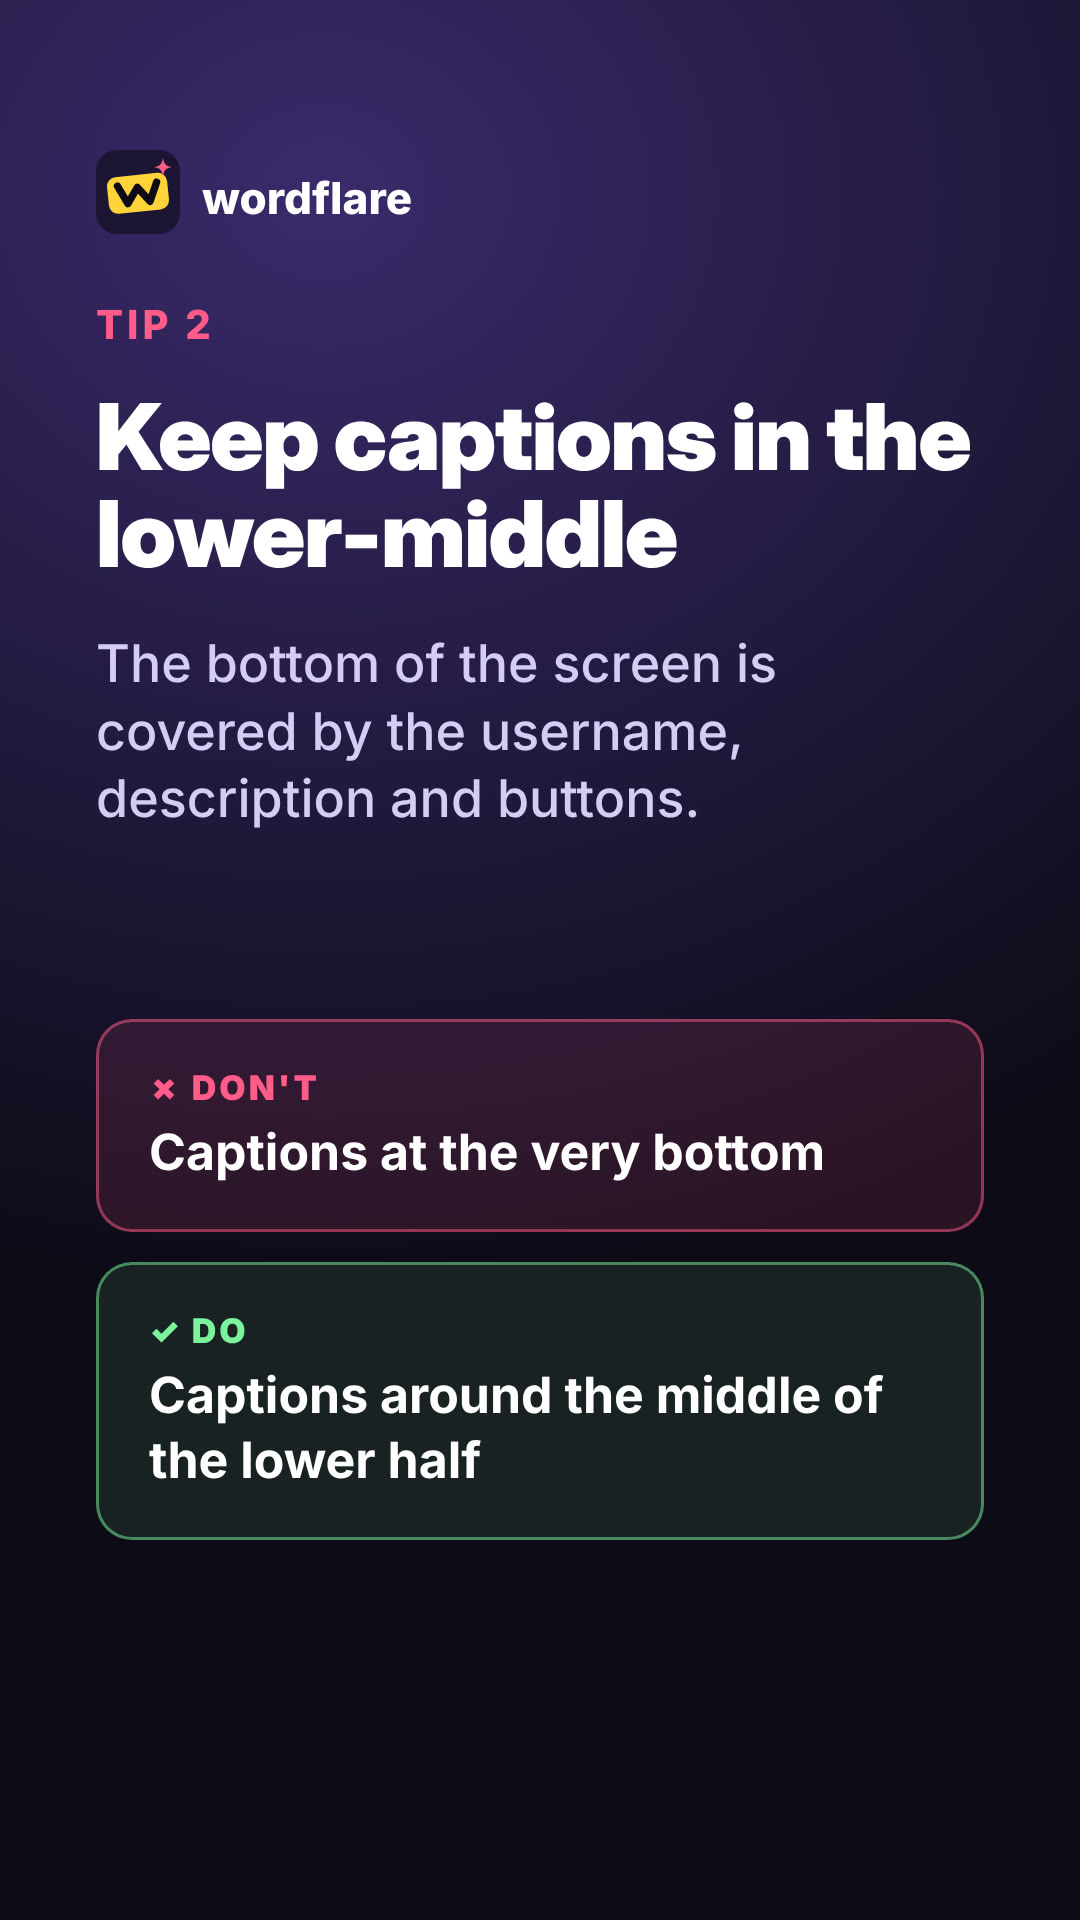 W
wordflare
TIP 2
Keep captions in the
lower-middle
The bottom of the screen is
covered by the username,
description and buttons.
✖ DON'T
Captions at the very bottom
✔ DO
Captions around the middle of
the lower half